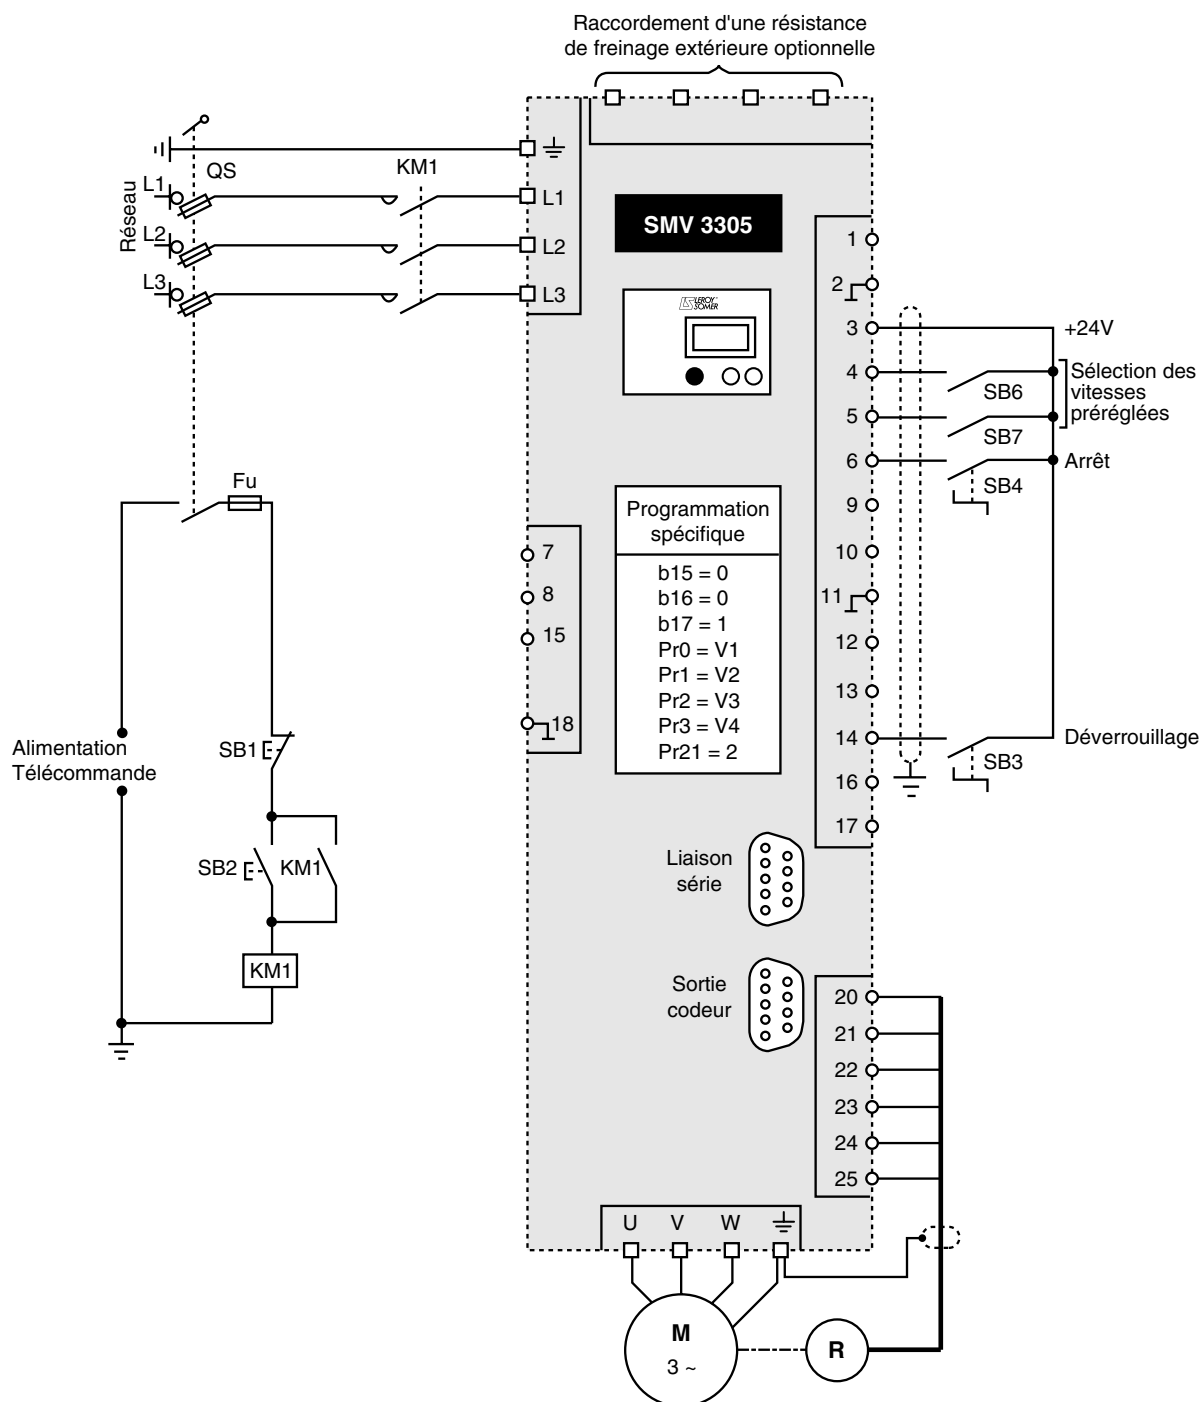 Raccordement d'une résistance
de freinage extérieure optionnelle
QS
KM1
Réseau
L1
L2
L3
L1
L2
L3
SMV 3305
LEROY
SOMER
1
2
3
4
5
6
9
10
11
12
13
14
16
17
+24V
SB6
Sélection des
vitesses
préréglées
SB7
Arrêt
SB4
Déverrouillage
SB3
Fu
7
8
15
18
Programmation
spécifique
b15 = 0
b16 = 0
b17 = 1
Pr0 = V1
Pr1 = V2
Pr2 = V3
Pr3 = V4
Pr21 = 2
Alimentation
Télécommande
SB1
SB2
KM1
KM1
Liaison
série
Sortie
codeur
20
21
22
23
24
25
U
V
W
M
3 ~
R